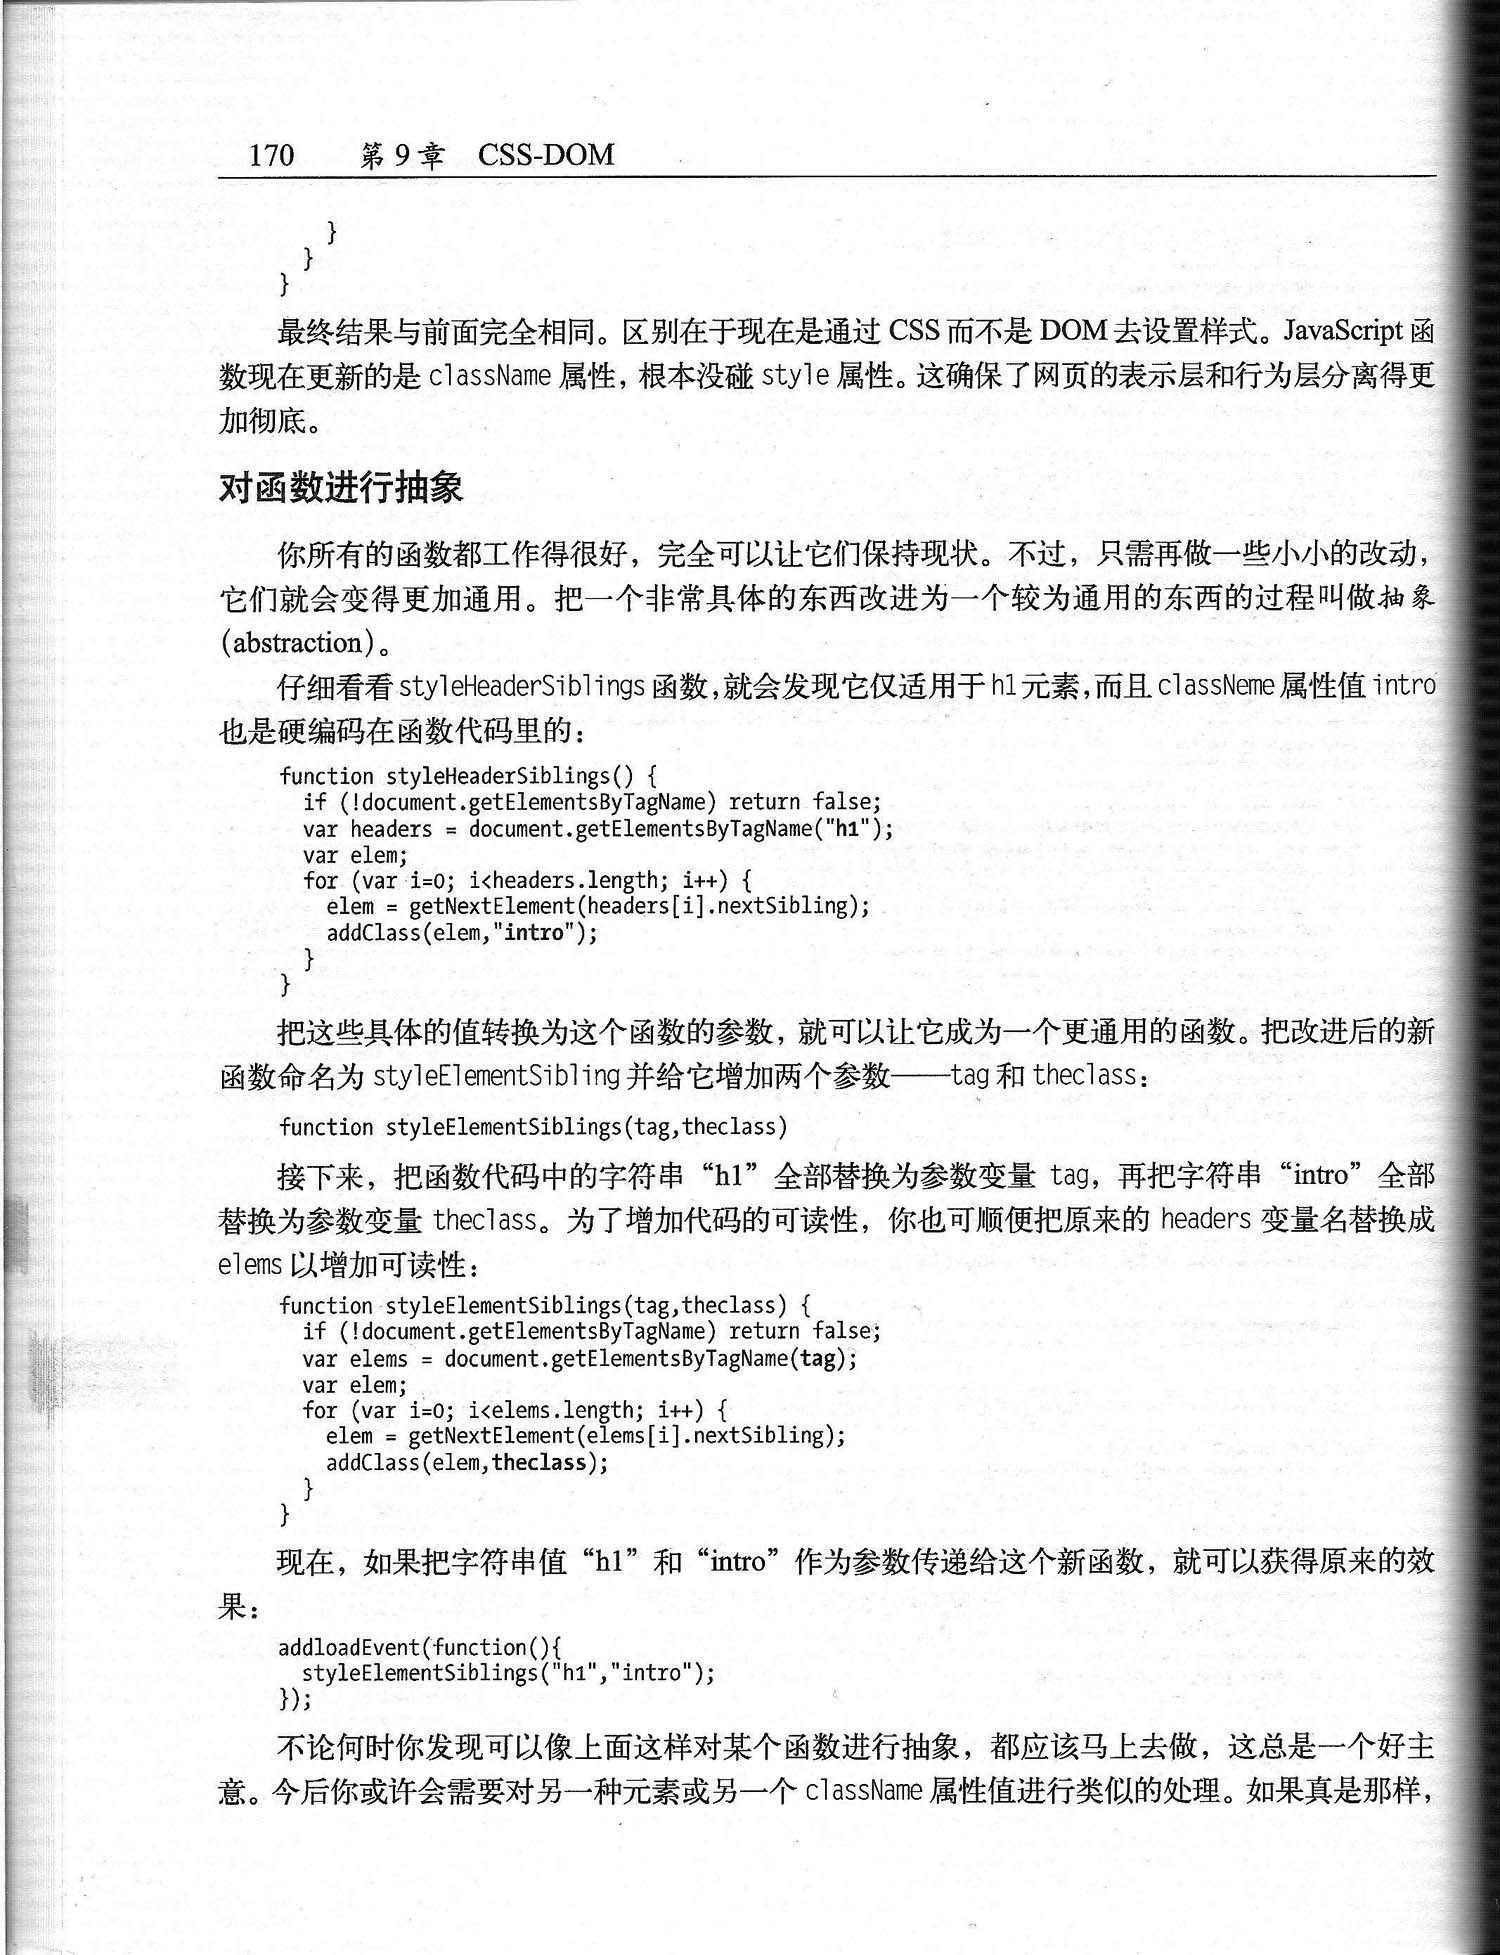 170 第 9 章 CSS-DOM
}
}
}
最终结果与前面完全相同。区别在于现在是通过 CSS 而不是 DOM 去设置样式。JavaScript 函
数现在更新的是 className 属性，根本没碰 style 属性。这确保了网页的表示层和行为层分离得更
加彻底。
对函数进行抽象
你所有的函数都工作得很好，完全可以让它们保持现状。不过，只需再做一些小小的改动，
它们就会变得更加通用。把一个非常具体的东西改进为一个较为通用的东西的过程叫做抽象
(abstraction)。
仔细看看 styleHeaderSiblings 函数，就会发现它仅适用于 h1 元素，而且 classNeme 属性值 intro
也是硬编码在函数代码里的：
function styleHeaderSiblings() {
if (!document.getElementsByTagName) return false;
var headers = document.getElementsByTagName("h1");
var elem;
for (var i=0; i<headers.length; i++) {
elem = getNextElement(headers[i].nextSibling);
addClass(elem,"intro");
}
}
把这些具体的值转换为这个函数的参数，就可以让它成为一个更通用的函数。把改进后的新
函数命名为 styleElementSibling 并给它增加两个参数——tag 和 theclass：
function styleElementSiblings(tag,theclass)
接下来，把函数代码中的字符串“h1”全部替换为参数变量 tag，再把字符串“intro”全部
替换为参数变量 theclass。为了增加代码的可读性，你也可顺便把原来的 headers 变量名替换成
elems 以增加可读性：
function styleElementSiblings(tag,theclass) {
if (!document.getElementsByTagName) return false;
var elems = document.getElementsByTagName(tag);
var elem;
for (var i=0; i<elems.length; i++) {
elem = getNextElement(elems[i].nextSibling);
addClass(elem,theclass);
}
}
现在，如果把字符串值“h1”和“intro”作为参数传递给这个新函数，就可以获得原来的效
果：
addloadEvent(function(){
styleElementSiblings("h1","intro");
});
不论何时你发现可以像上面这样对某个函数进行抽象，都应该马上去做，这总是一个好主
意。今后你或许会需要对另一种元素或另一个 className 属性值进行类似的处理。如果真是那样，